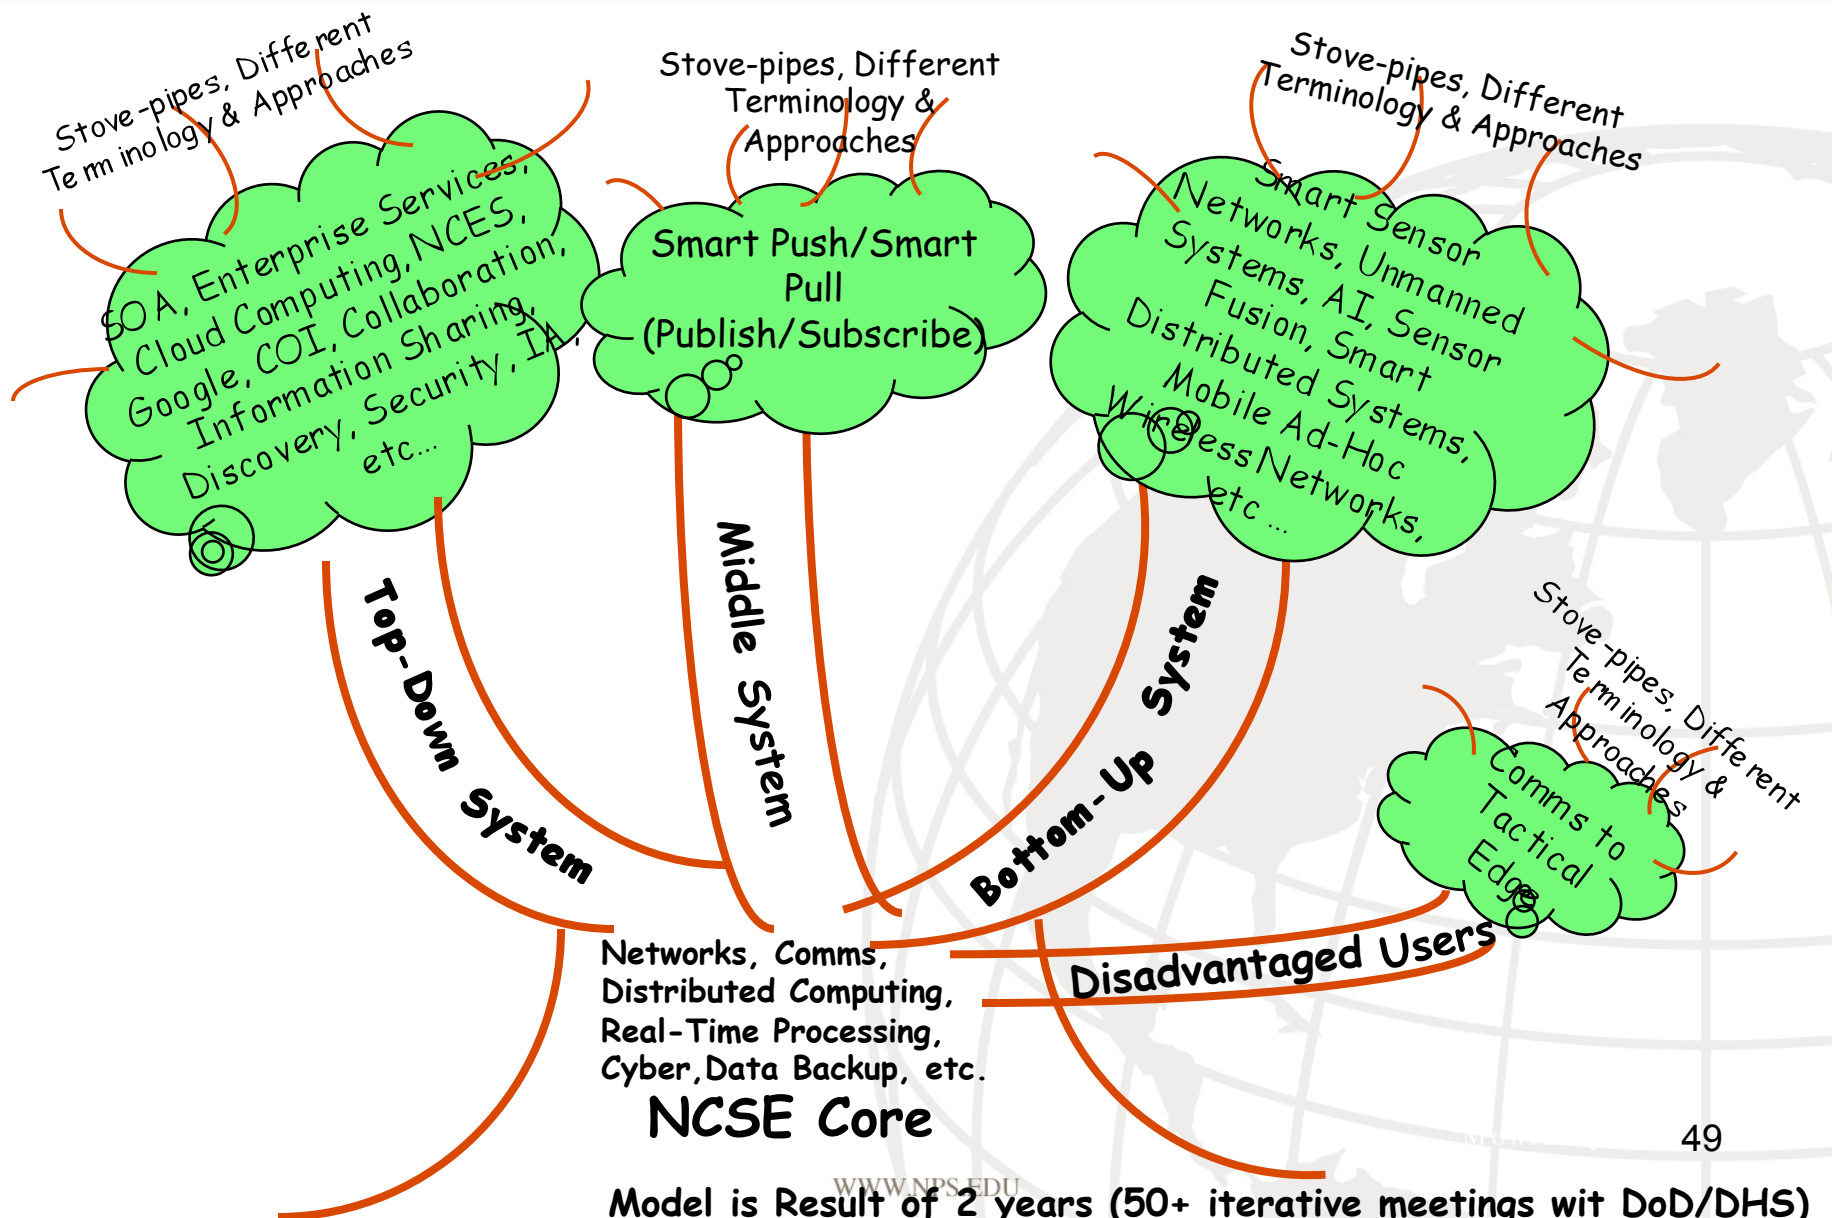 Stove-pipes, Different
Terminology & Approaches
SOA, Enterprise Services,
Cloud Computing, NCES,
Google, COI, Collaboration,
Information Sharing,
Discovery, Security, IA,
etc...
Stove-pipes, Different
Terminology &
Approaches
Smart Push/Smart
Pull
(Publish/Subscribe)
Stove-pipes, Different
Terminology & Approaches
Smart Sensor
Networks, Unmanned
Systems, AI, Sensor
Fusion, Smart
Distributed Systems,
Mobile Ad-Hoc
Wireless Networks,
etc ...
Stove-pipes, Different
Terminology &
Approaches
Comms to
Tactical
Edge
Top-Down System
Middle System
Bottom-Up System
Disadvantaged Users
Networks, Comms,
Distributed Computing,
Real-Time Processing,
Cyber,Data Backup, etc.
NCSE Core
49
WWW.NPS.EDU
Model is Result of 2 years (50+ iterative meetings wit DoD/DHS)